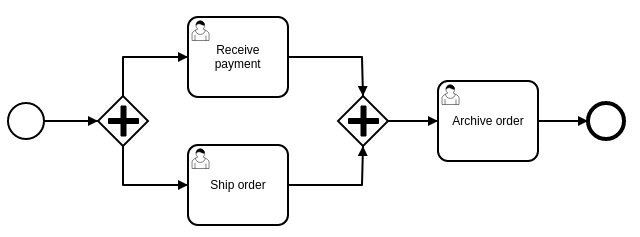 Receive
payment
Ship order
Archive order